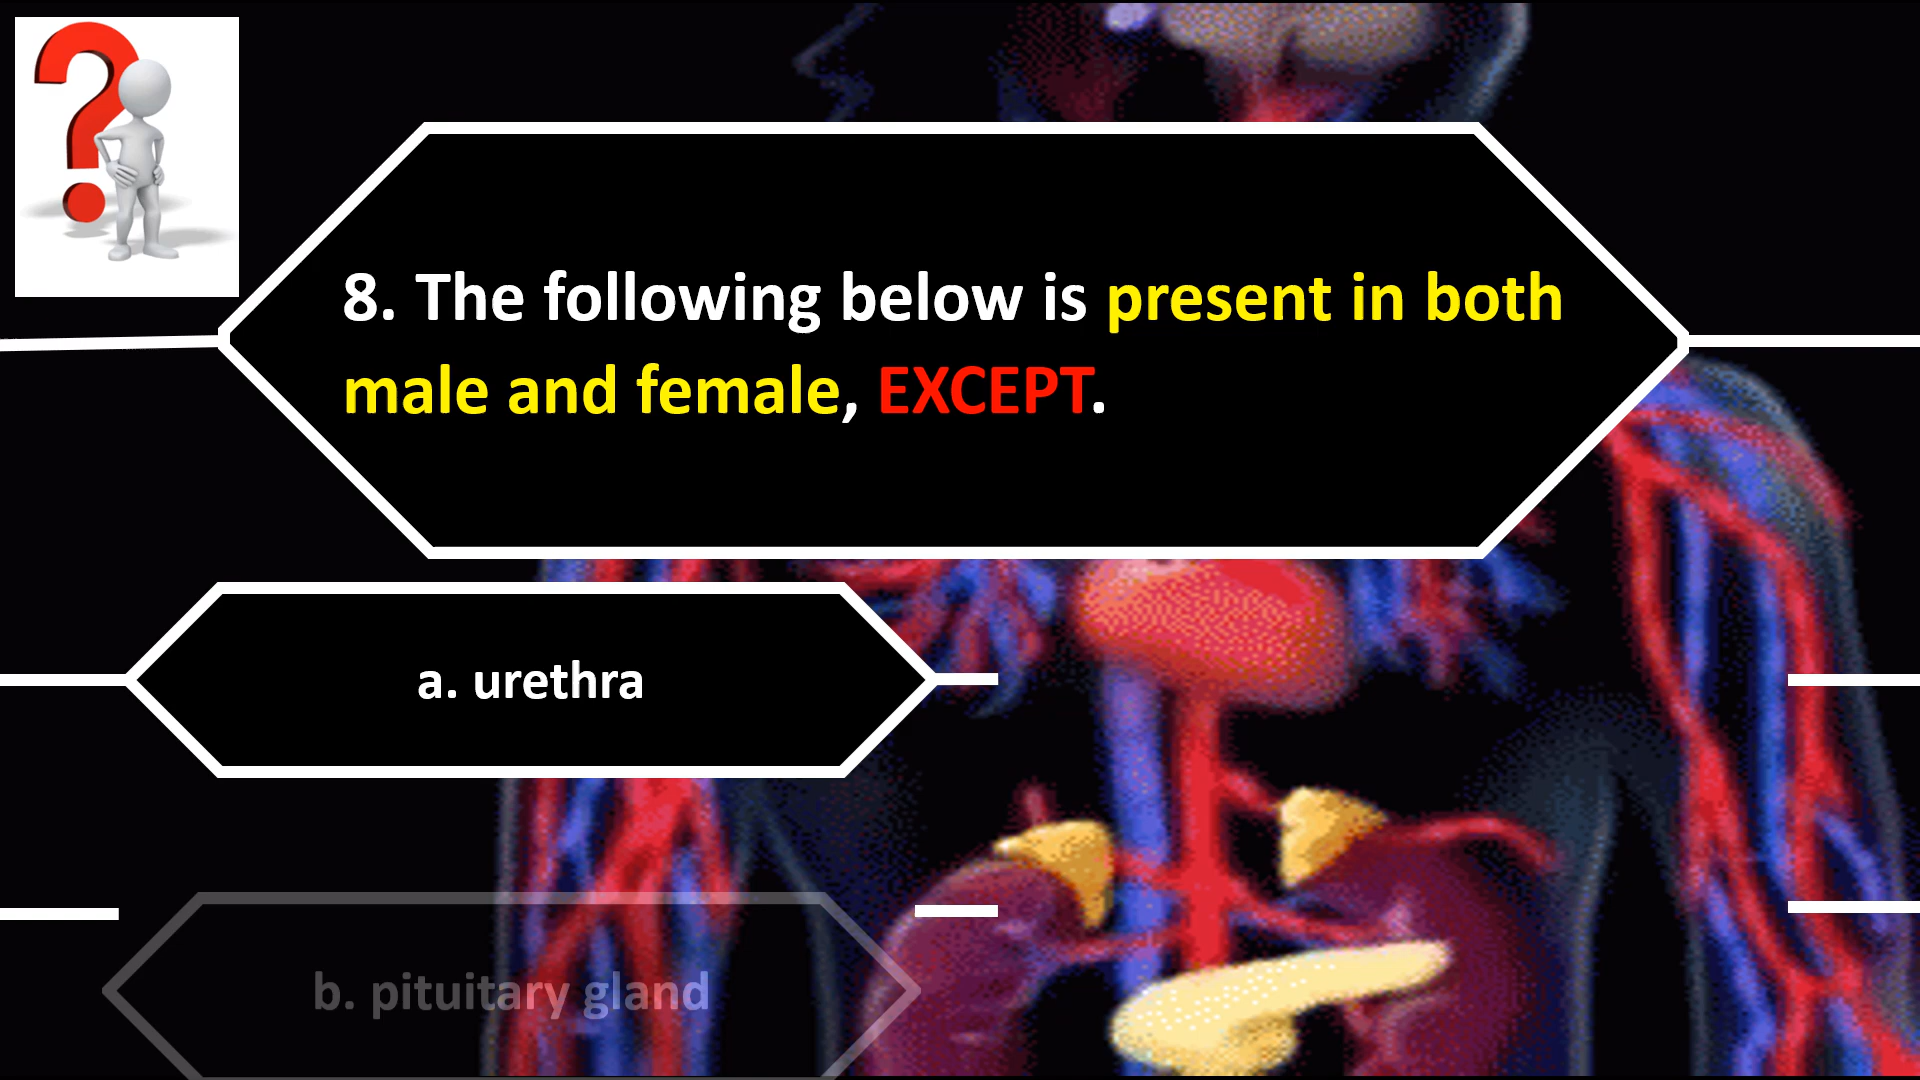 8. The following below is present in both
male and female, EXCEPT.
a. urethra
b. pituitary gland